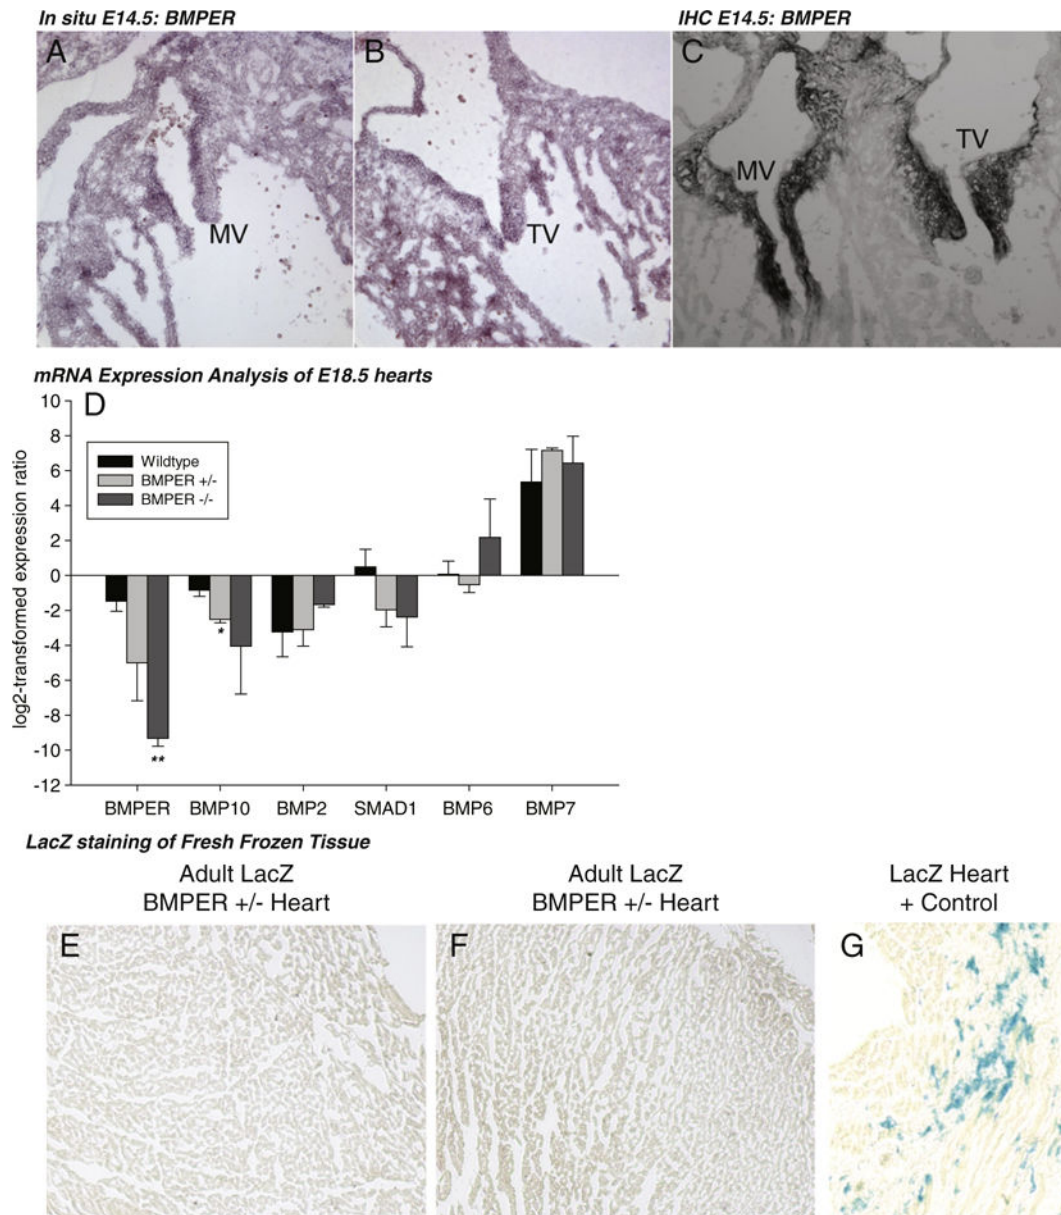 In situ E14.5: BMPER
IHC E14.5: BMPER
A
B
C
MV
TV
MV
TV
mRNA Expression Analysis of E18.5 hearts
D
10
8
6
4
2
0
-2
-4
-6
-8
-10
-12
log2-transformed expression ratio
Wildtype
BMPER +/-
BMPER -/-
*
**
BMPER
BMP10
BMP2
SMAD1
BMP6
BMP7
LacZ staining of Fresh Frozen Tissue
Adult LacZ
BMPER +/- Heart
Adult LacZ
BMPER +/- Heart
LacZ Heart
+ Control
E
F
G